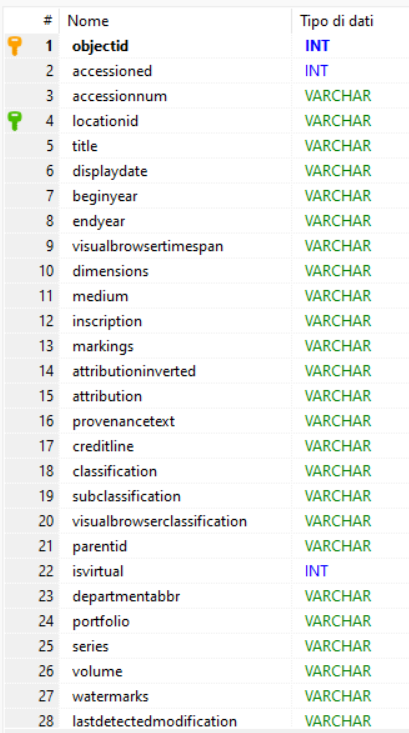 # Nome Tipo di dati
1 objectid INT
2 accessioned INT
3 accessionnum VARCHAR
4 locationid VARCHAR
5 title VARCHAR
6 displaydate VARCHAR
7 beginyear VARCHAR
8 endyear VARCHAR
9 visualbrowsertimespan VARCHAR
10 dimensions VARCHAR
11 medium VARCHAR
12 inscription VARCHAR
13 markings VARCHAR
14 attributioninverted VARCHAR
15 attribution VARCHAR
16 provenancetext VARCHAR
17 creditline VARCHAR
18 classification VARCHAR
19 subclassification VARCHAR
20 visualbrowserclassification VARCHAR
21 parentid VARCHAR
22 isvirtual INT
23 departmentabbr VARCHAR
24 portfolio VARCHAR
25 series VARCHAR
26 volume VARCHAR
27 watermarks VARCHAR
28 lastdetectedmodification VARCHAR